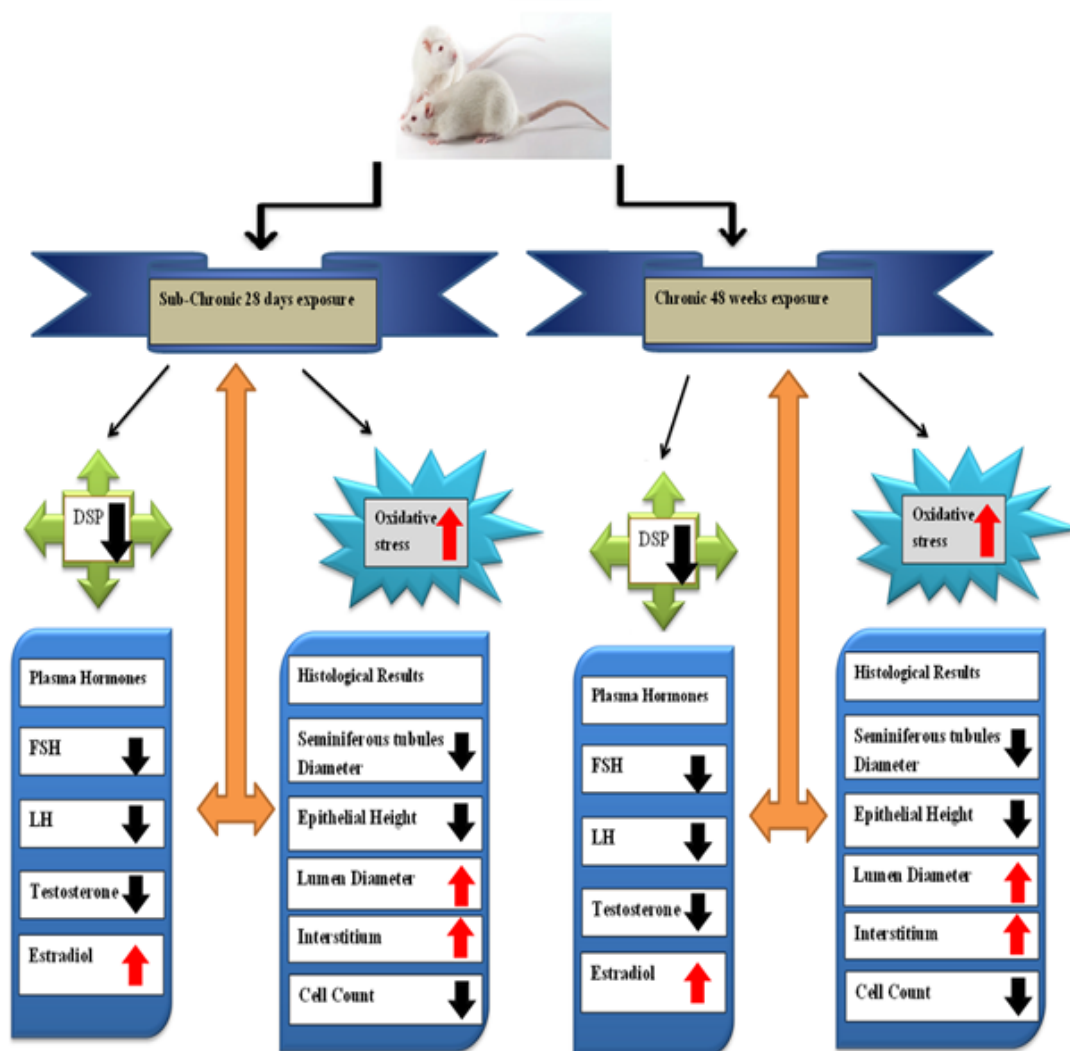 Sub-Chronic 28 days exposure
Chronic 48 weeks exposure
DSP
Oxidative
stress
DSP
Oxidative
stress
Plasma Hormones
FSH
LH
Testosterone
Estradiol
Histological Results
Seminiferous tubules
Diameter
Epithelial Height
Lumen Diameter
Interstitium
Cell Count
Plasma Hormones
FSH
LH
Testosterone
Estradiol
Histological Results
Seminiferous tubules
Diameter
Epithelial Height
Lumen Diameter
Interstitium
Cell Count